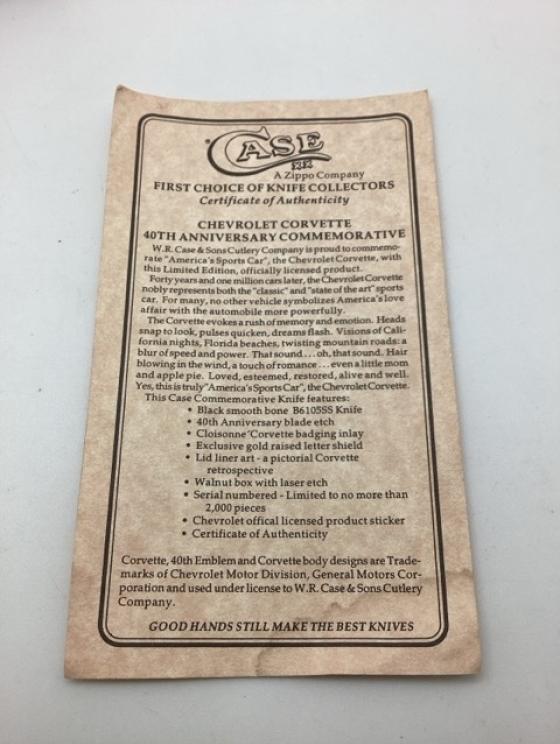 CASE
XX
A Zippo Company
FIRST CHOICE OF KNIFE COLLECTORS
Certificate of Authenticity
CHEVROLET CORVETTE
40TH ANNIVERSARY COMMEMORATIVE
W.R. Case & Sons Cutlery Company is proud to commemo-
rate "America's Sports Car", the Chevrolet Corvette, with
this Limited Edition, officially licensed product.
Forty years and one million cars later, the Chevrolet Corvette
nobly represents both the "classic" and "state of the art" sports
car. For many, no other vehicle symbolizes America's love
affair with the automobile more powerfully.
The Corvette evokes a rush of memory and emotion. Heads
snap to look, pulses quicken, dreams flash. Visions of Cali-
fornia nights, Florida beaches, twisting mountain roads: a
blur of speed and power. That sound...oh, that sound. Hair
blowing in the wind, a touch of romance...even a little mom
and apple pie. Loved, esteemed, restored, alive and well.
Yes, this is truly "America's Sports Car", the Chevrolet Corvette.
This Case Commemorative Knife features:
• Black smooth bone B6105SS Knife
• 40th Anniversary blade etch
• Cloisonne' Corvette badging inlay
• Exclusive gold raised letter shield
• Lid liner art - a pictorial Corvette
retrospective
• Walnut box with laser etch
• Serial numbered - Limited to no more than
2,000 pieces
• Chevrolet offical licensed product sticker
• Certificate of Authenticity
Corvette, 40th Emblem and Corvette body designs are Trade-
marks of Chevrolet Motor Division, General Motors Cor-
poration and used under license to W.R. Case & Sons Cutlery
Company.
GOOD HANDS STILL MAKE THE BEST KNIVES